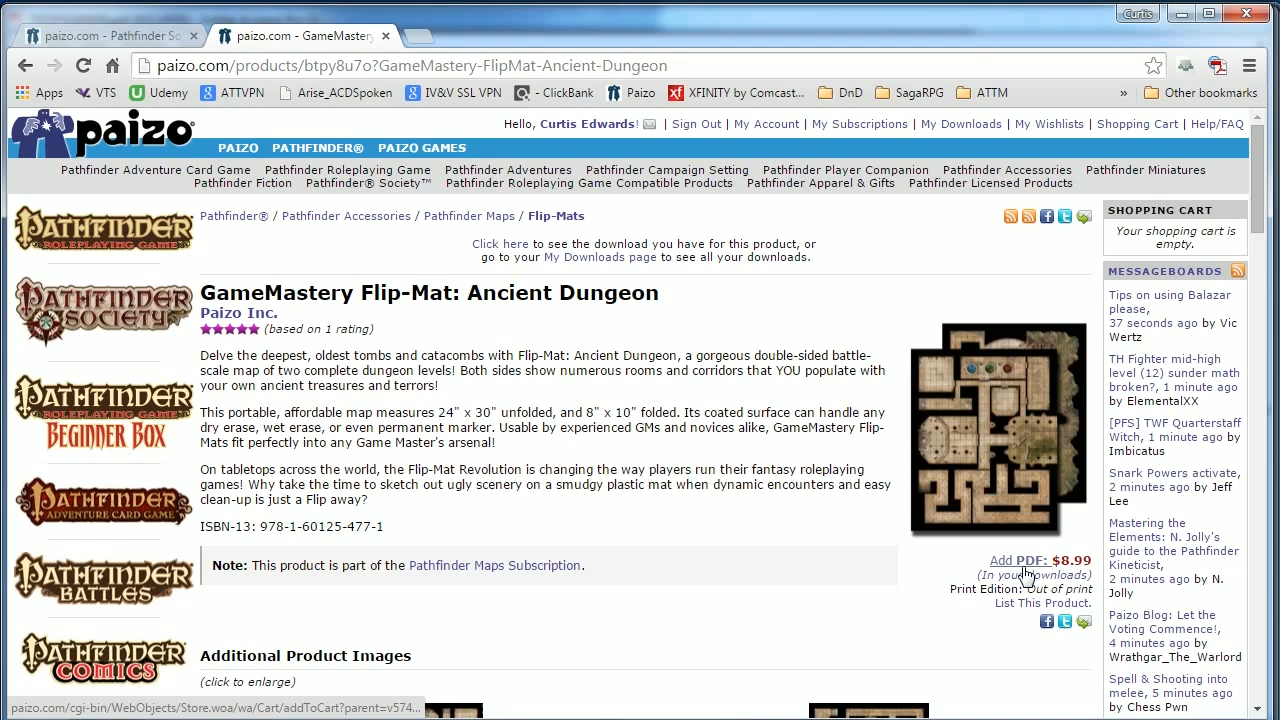 Curtis
paizo.com - Pathfinder So
paizo.com - GameMastery
paizo.com/products/btpy8u7o?GameMastery-FlipMat-Ancient-Dungeon
Apps VTS Udemy ATTVPN Arise_ACDSpoken IV&V SSL VPN - ClickBank Paizo XFINITY by Comcast... DnD SagaRPG ATTM » Other bookmarks
paizo
Hello, Curtis Edwards! | Sign Out | My Account | My Subscriptions | My Downloads | My Wishlists | Shopping Cart | Help/FAQ
PAIZO PATHFINDER® PAIZO GAMES
Pathfinder Adventure Card Game Pathfinder Roleplaying Game Pathfinder Adventures Pathfinder Campaign Setting Pathfinder Player Companion Pathfinder Accessories Pathfinder Miniatures
Pathfinder Fiction Pathfinder® Society™ Pathfinder Roleplaying Game Compatible Products Pathfinder Apparel & Gifts Pathfinder Licensed Products
PATHFINDER
ROLEPLAYING GAME
PATHFINDER
SOCIETY
PATHFINDER
ROLEPLAYING GAME
BEGINNER BOX
PATHFINDER
ADVENTURE CARD GAME
PATHFINDER
BATTLES
PATHFINDER
COMICS
Pathfinder® / Pathfinder Accessories / Pathfinder Maps / Flip-Mats
Click here to see the download you have for this product, or
go to your My Downloads page to see all your downloads.
GameMastery Flip-Mat: Ancient Dungeon
Paizo Inc.
(based on 1 rating)
Delve the deepest, oldest tombs and catacombs with Flip-Mat: Ancient Dungeon, a gorgeous double-sided battle-
scale map of two complete dungeon levels! Both sides show numerous rooms and corridors that YOU populate with
your own ancient treasures and terrors!
This portable, affordable map measures 24" x 30" unfolded, and 8" x 10" folded. Its coated surface can handle any
dry erase, wet erase, or even permanent marker. Usable by experienced GMs and novices alike, GameMastery Flip-
Mats fit perfectly into any Game Master's arsenal!
On tabletops across the world, the Flip-Mat Revolution is changing the way players run their fantasy roleplaying
games! Why take the time to sketch out ugly scenery on a smudgy plastic mat when dynamic encounters and easy
clean-up is just a Flip away?
ISBN-13: 978-1-60125-477-1
Note: This product is part of the Pathfinder Maps Subscription.
Add PDF: $8.99
(In your Downloads)
Print Edition: Out of print
List This Product.
Additional Product Images
(click to enlarge)
SHOPPING CART
Your shopping cart is
empty.
MESSAGEBOARDS
Tips on using Balazar
please,
37 seconds ago by Vic
Wertz
TH Fighter mid-high
level (12) sunder math
broken?, 1 minute ago
by ElementalXX
[PFS] TWF Quarterstaff
Witch, 1 minute ago by
Imbicatus
Snark Powers activate,
2 minutes ago by Jeff
Lee
Mastering the
Elements: N. Jolly's
guide to the Pathfinder
Kineticist,
2 minutes ago by N.
Jolly
Paizo Blog: Let the
Voting Commence!,
4 minutes ago by
Wrathgar_The_Warlord
Spell & Shooting into
melee, 5 minutes ago
by Chess Pwn
paizo.com/cgi-bin/WebObjects/Store.woa/wa/Cart/addToCart?parent=v574...